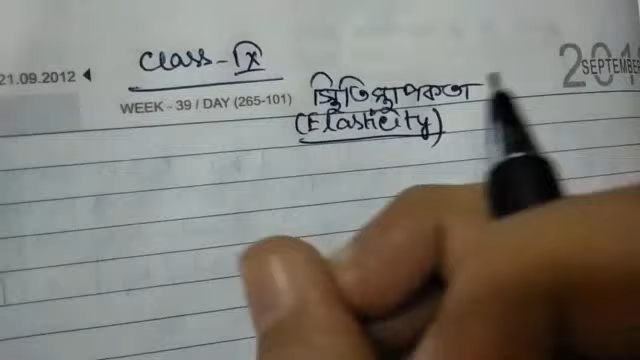 Class - IX
21.09.2012
WEEK - 39 / DAY (265-101)
স্থিতিস্থাপকতা
(Elasticity)
SEPTEMBER